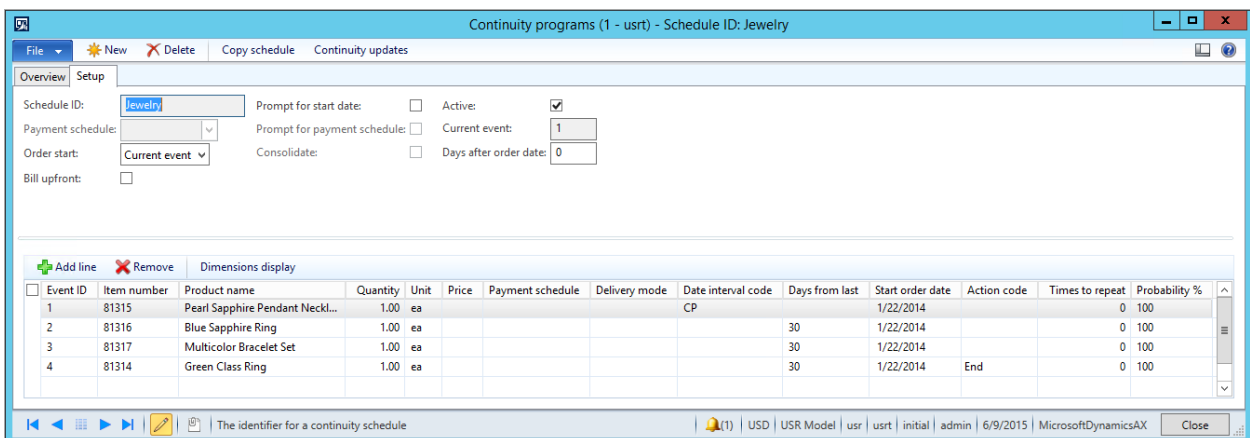 Continuity programs (1 - usrt) - Schedule ID: Jewelry
File New Delete Copy schedule Continuity updates
Overview Setup
Schedule ID: Jewelry Prompt for start date: Active:
Payment schedule: Prompt for payment schedule: Current event: 1
Order start: Current event Consolidate: Days after order date: 0
Bill upfront:
Add line Remove Dimensions display
Event ID Item number Product name Quantity Unit Price Payment schedule Delivery mode Date interval code Days from last Start order date Action code Times to repeat Probability %
1 81315 Pearl Sapphire Pendant Neckl... 1.00 ea CP 1/22/2014 0 100
2 81316 Blue Sapphire Ring 1.00 ea 30 1/22/2014 0 100
3 81317 Multicolor Bracelet Set 1.00 ea 30 1/22/2014 0 100
4 81314 Green Class Ring 1.00 ea 30 1/22/2014 End 0 100
The identifier for a continuity schedule (1) USD USR Model usr usrt initial admin 6/9/2015 MicrosoftDynamicsAX Close